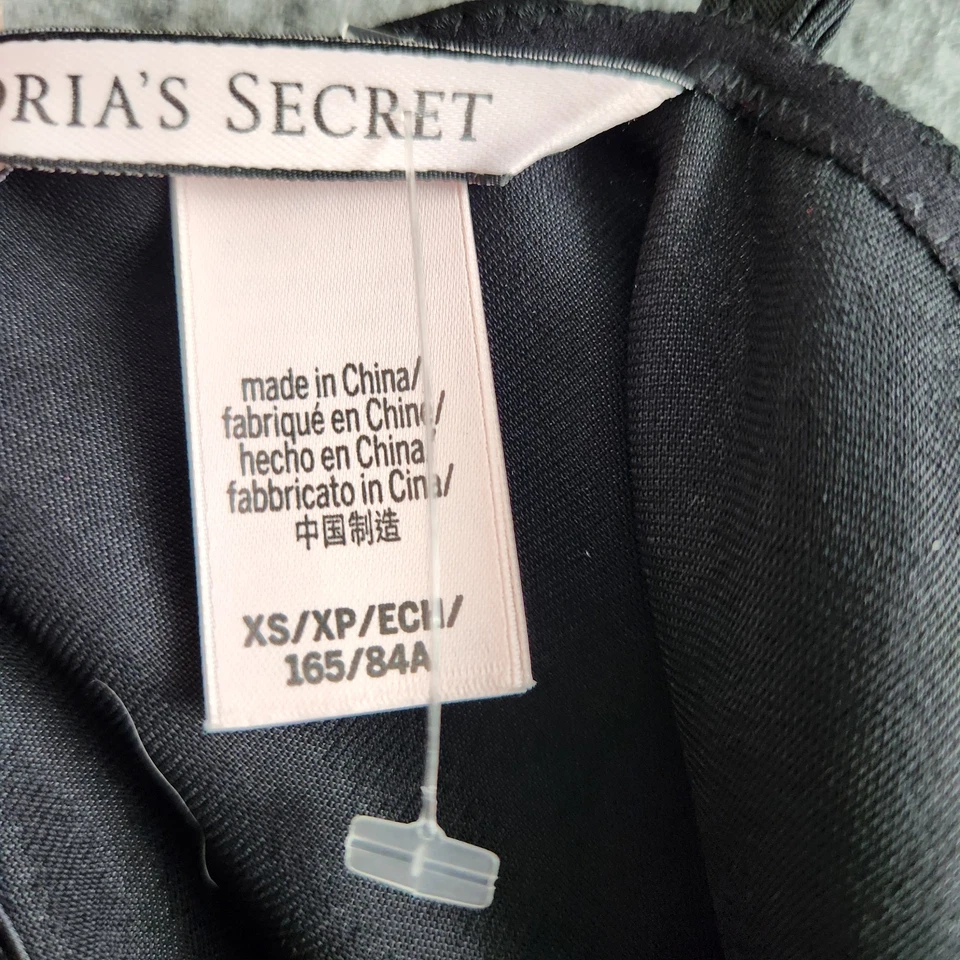 RIA'S SECRET
made in China/
fabriqué en Chine/
hecho en China/
fabbricato in Cina/
中国制造
XS/XP/ECH/
165/84A